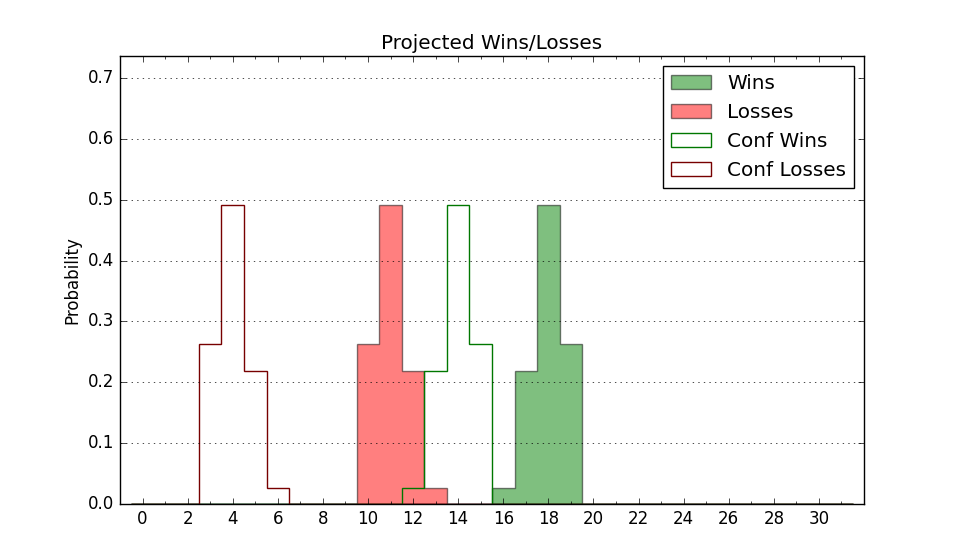 Projected Wins/Losses
0.7
0.6
0.5
0.4
0.3
0.2
0.1
0.0
Probability
Wins
Losses
Conf Wins
Conf Losses
0 2 4 6 8 10 12 14 16 18 20 22 24 26 28 30